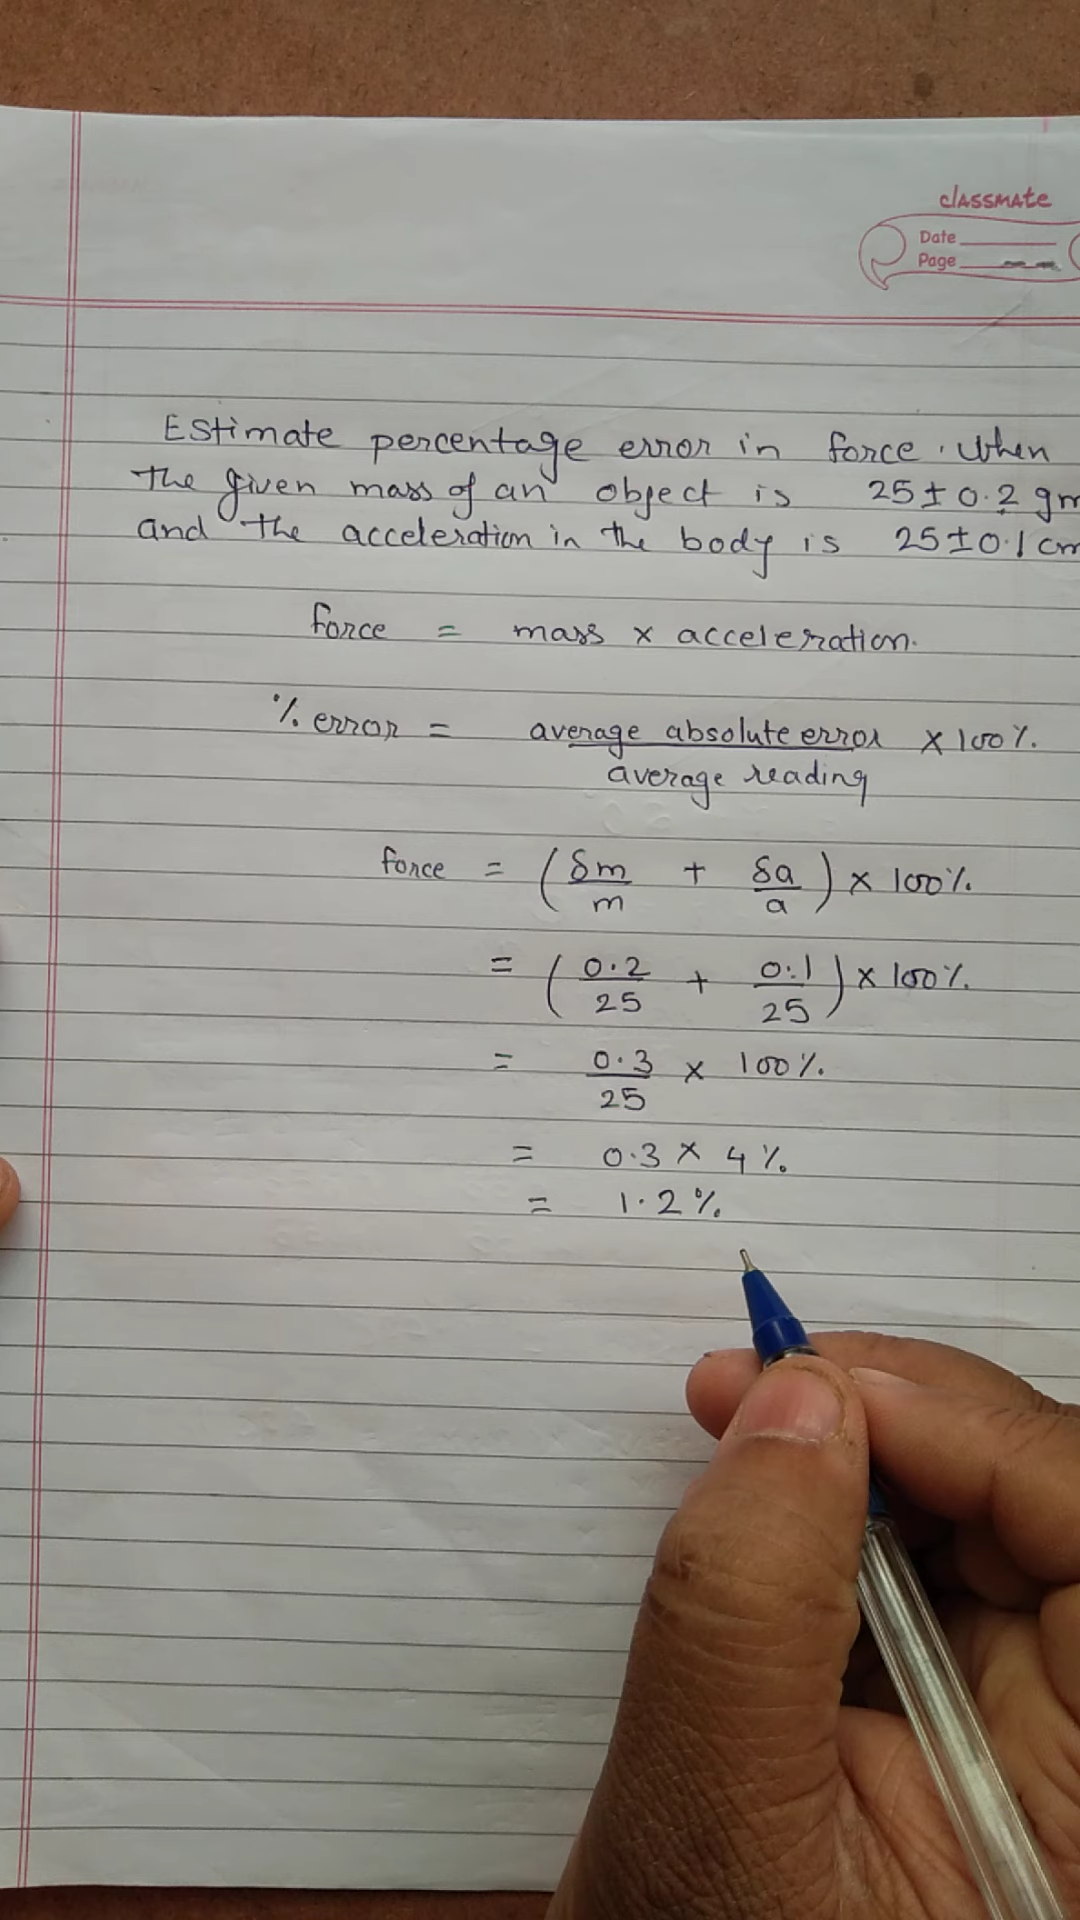 classmate
Date
Page
Estimate percentage error in force. When
the given mass of an object is 25±0.2 gm
and the acceleration in the body is 25±0.1 cm
force = mass × acceleration.
% error = average absolute error × 100%.
average reading
force = (δm/m + δa/a) × 100%.
= (0.2/25 + 0.1/25) × 100%.
= 0.3/25 × 100%.
= 0.3 × 4%.
= 1.2%.